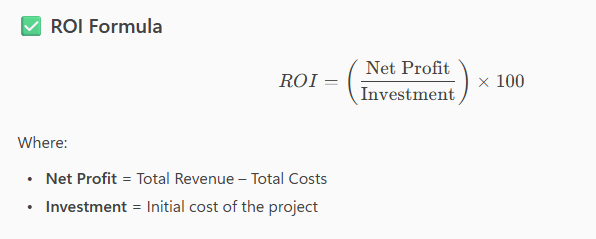 ✅ ROI Formula
ROI = (Net Profit / Investment) × 100
Where:
• Net Profit = Total Revenue – Total Costs
• Investment = Initial cost of the project